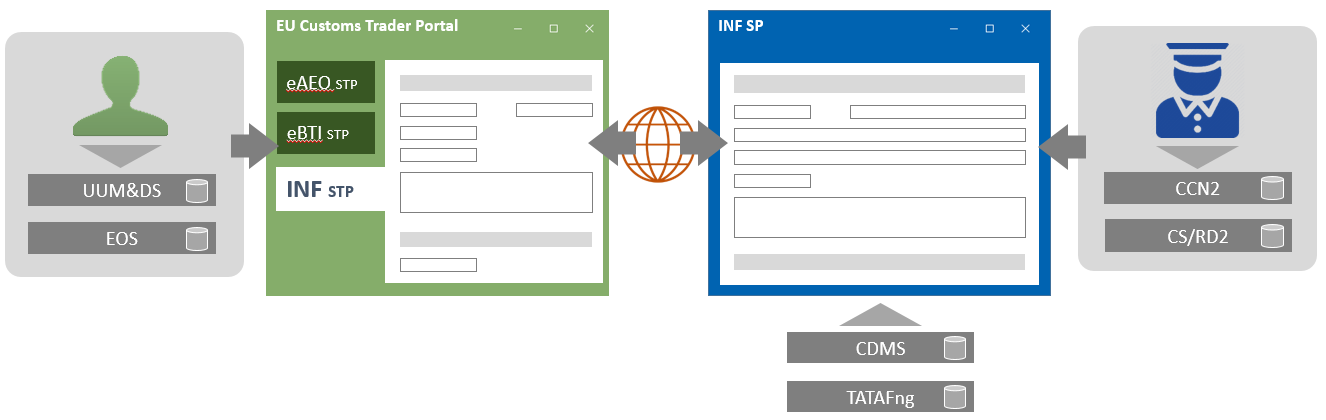 EU Customs Trader Portal
eAEO STP
eBTI STP
INF STP
UUM&DS
EOS
INF SP
CCN2
CS/RD2
CDMS
TATAFng